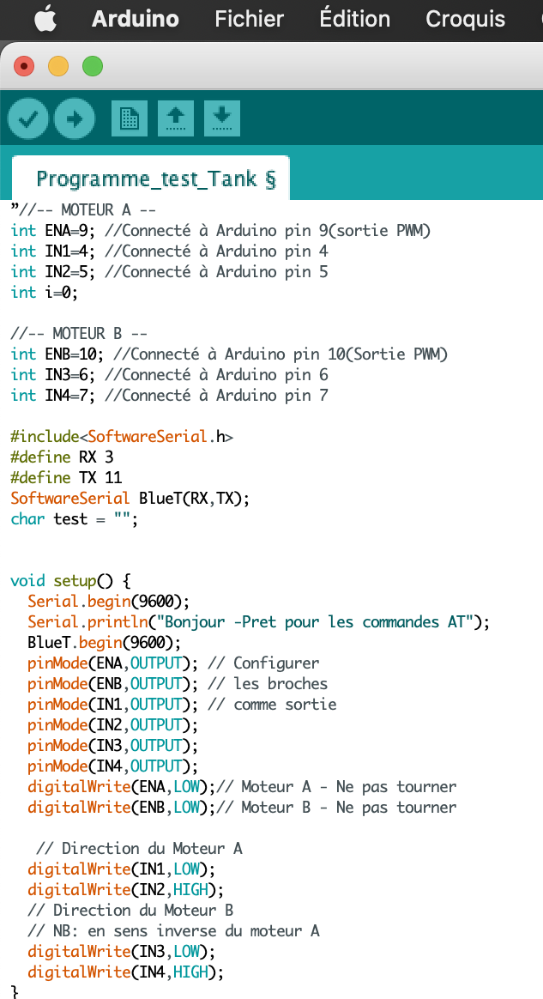 Arduino Fichier Édition Croquis
Programme_test_Tank §
”//-- MOTEUR A --
int ENA=9; //Connecté à Arduino pin 9(sortie PWM)
int IN1=4; //Connecté à Arduino pin 4
int IN2=5; //Connecté à Arduino pin 5
int i=0;
//-- MOTEUR B --
int ENB=10; //Connecté à Arduino pin 10(Sortie PWM)
int IN3=6; //Connecté à Arduino pin 6
int IN4=7; //Connecté à Arduino pin 7
#include<SoftwareSerial.h>
#define RX 3
#define TX 11
SoftwareSerial BlueT(RX,TX);
char test = "";
void setup() {
Serial.begin(9600);
Serial.println("Bonjour -Pret pour les commandes AT");
BlueT.begin(9600);
pinMode(ENA,OUTPUT); // Configurer
pinMode(ENB,OUTPUT); // les broches
pinMode(IN1,OUTPUT); // comme sortie
pinMode(IN2,OUTPUT);
pinMode(IN3,OUTPUT);
pinMode(IN4,OUTPUT);
digitalWrite(ENA,LOW);// Moteur A - Ne pas tourner
digitalWrite(ENB,LOW);// Moteur B - Ne pas tourner
// Direction du Moteur A
digitalWrite(IN1,LOW);
digitalWrite(IN2,HIGH);
// Direction du Moteur B
// NB: en sens inverse du moteur A
digitalWrite(IN3,LOW);
digitalWrite(IN4,HIGH);
}